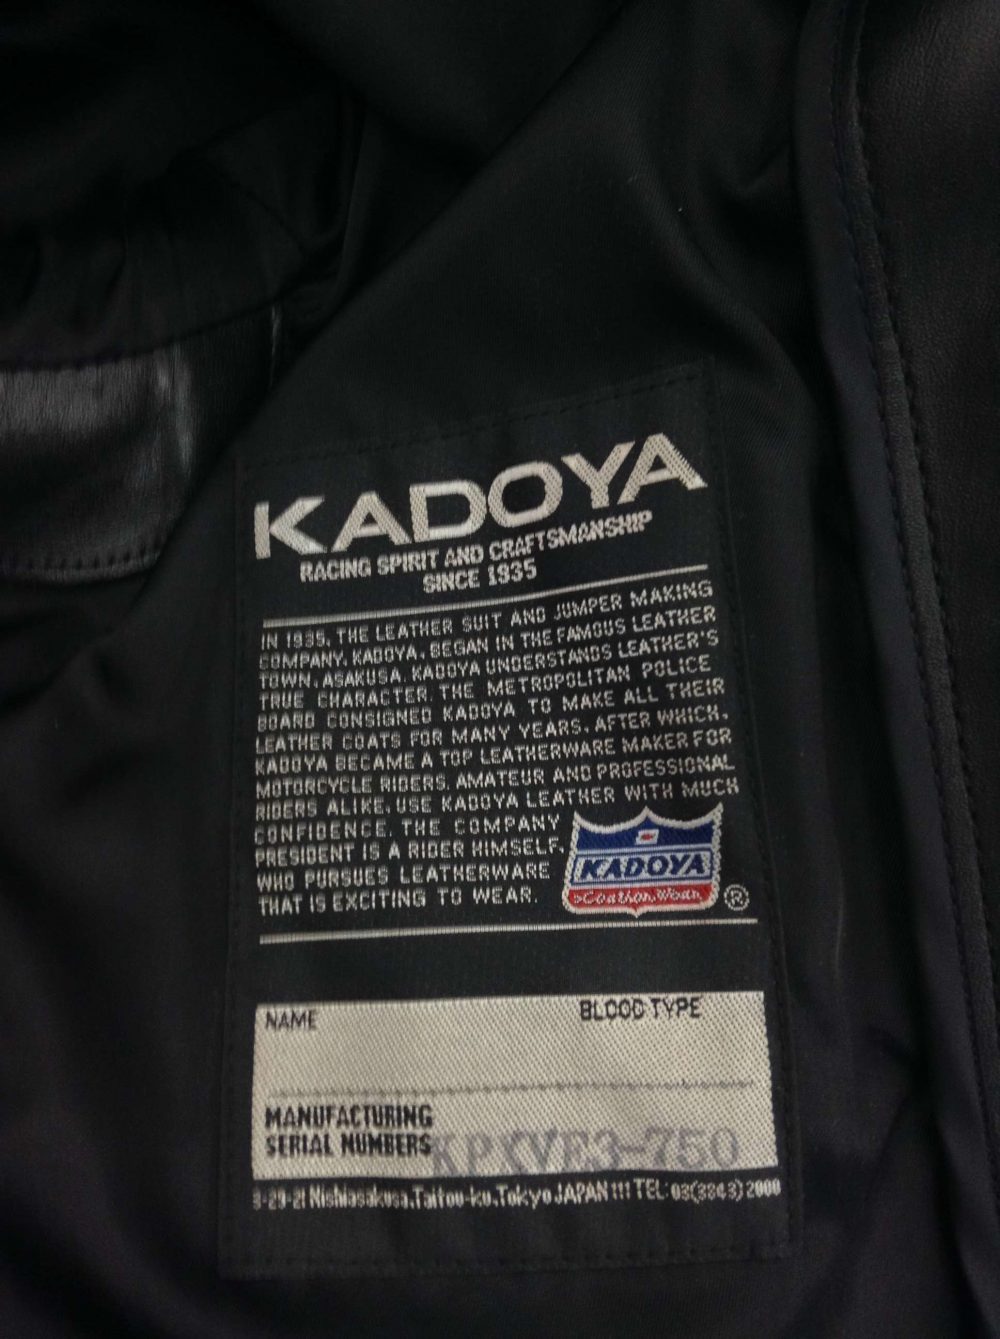 KADOYA
RACING SPIRIT AND CRAFTSMANSHIP
SINCE 1935
IN 1935, THE LEATHER SUIT AND JUMPER MAKING
COMPANY, KADOYA, BEGAN IN THE FAMOUS LEATHER
TOWN, ASAKUSA. KADOYA UNDERSTANDS LEATHER'S
TRUE CHARACTER. THE METROPOLITAN POLICE
BOARD CONSIGNED KADOYA TO MAKE ALL THEIR
LEATHER COATS FOR MANY YEARS, AFTER WHICH,
KADOYA BECAME A TOP LEATHERWARE MAKER FOR
MOTORCYCLE RIDERS. AMATEUR AND PROFESSIONAL
RIDERS ALIKE, USE KADOYA LEATHER WITH MUCH
CONFIDENCE. THE COMPANY
PRESIDENT IS A RIDER HIMSELF,
WHO PURSUES LEATHERWARE
THAT IS EXCITING TO WEAR.
KADOYA
Wear
®
NAME BLOOD TYPE
MANUFACTURING
SERIAL NUMBERS -750
3-29-21 Nishiasakusa, Taitou-ku, Tokyo JAPAN 111 TEL: 03(3843)2000